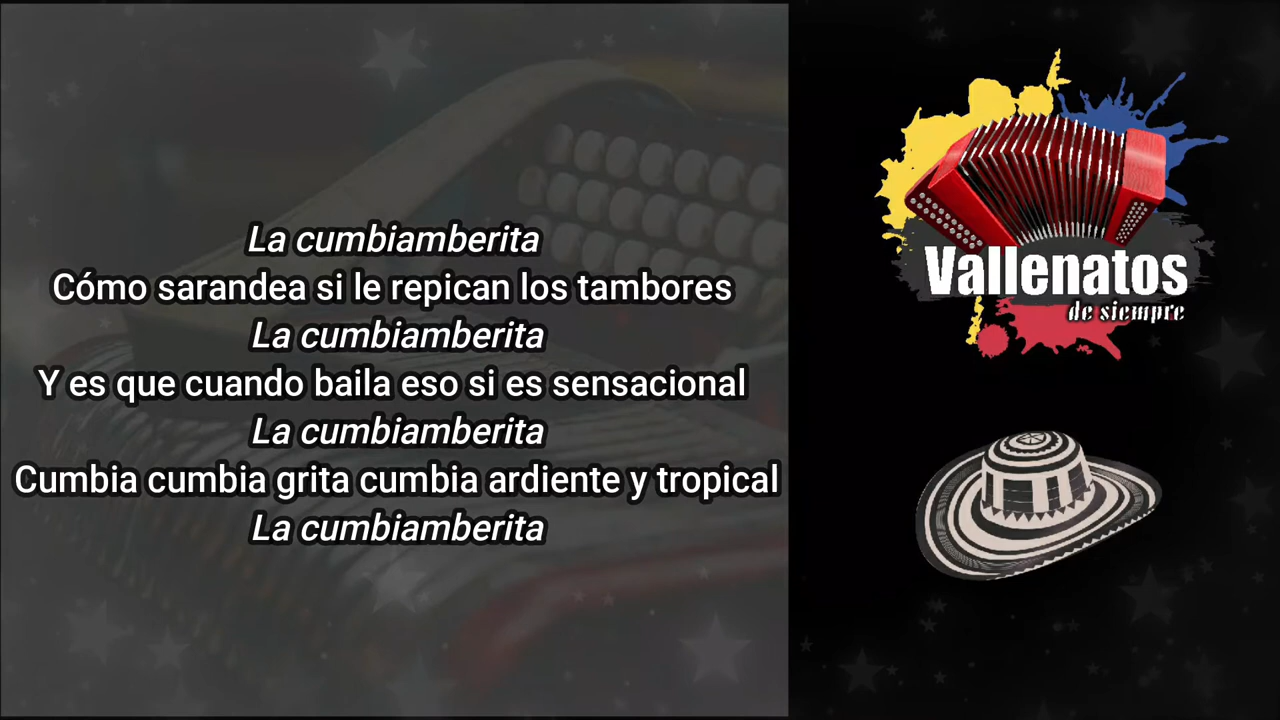 La cumbiamberita
Cómo sarandea si le repican los tambores
La cumbiamberita
Y es que cuando baila eso si es sensacional
La cumbiamberita
Cumbia cumbia grita cumbia ardiente y tropical
La cumbiamberita
Vallenatos
de siempre